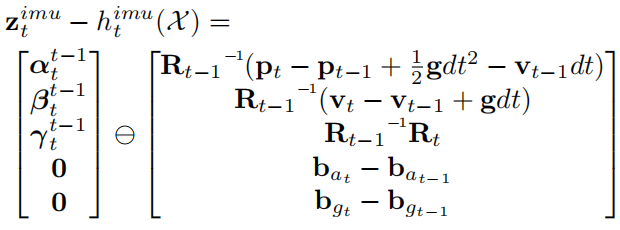 z_t^{imu} − h_t^{imu}(𝒳) =
[α_t^{t−1}] ⊖ [R_{t−1}^{−1}(p_t − p_{t−1} + ½gdt² − v_{t−1}dt)]
[β_t^{t−1}] [R_{t−1}^{−1}(v_t − v_{t−1} + gdt)]
[γ_t^{t−1}] [R_{t−1}^{−1}R_t]
[0] [b_{a_t} − b_{a_{t−1}}]
[0] [b_{g_t} − b_{g_{t−1}}]